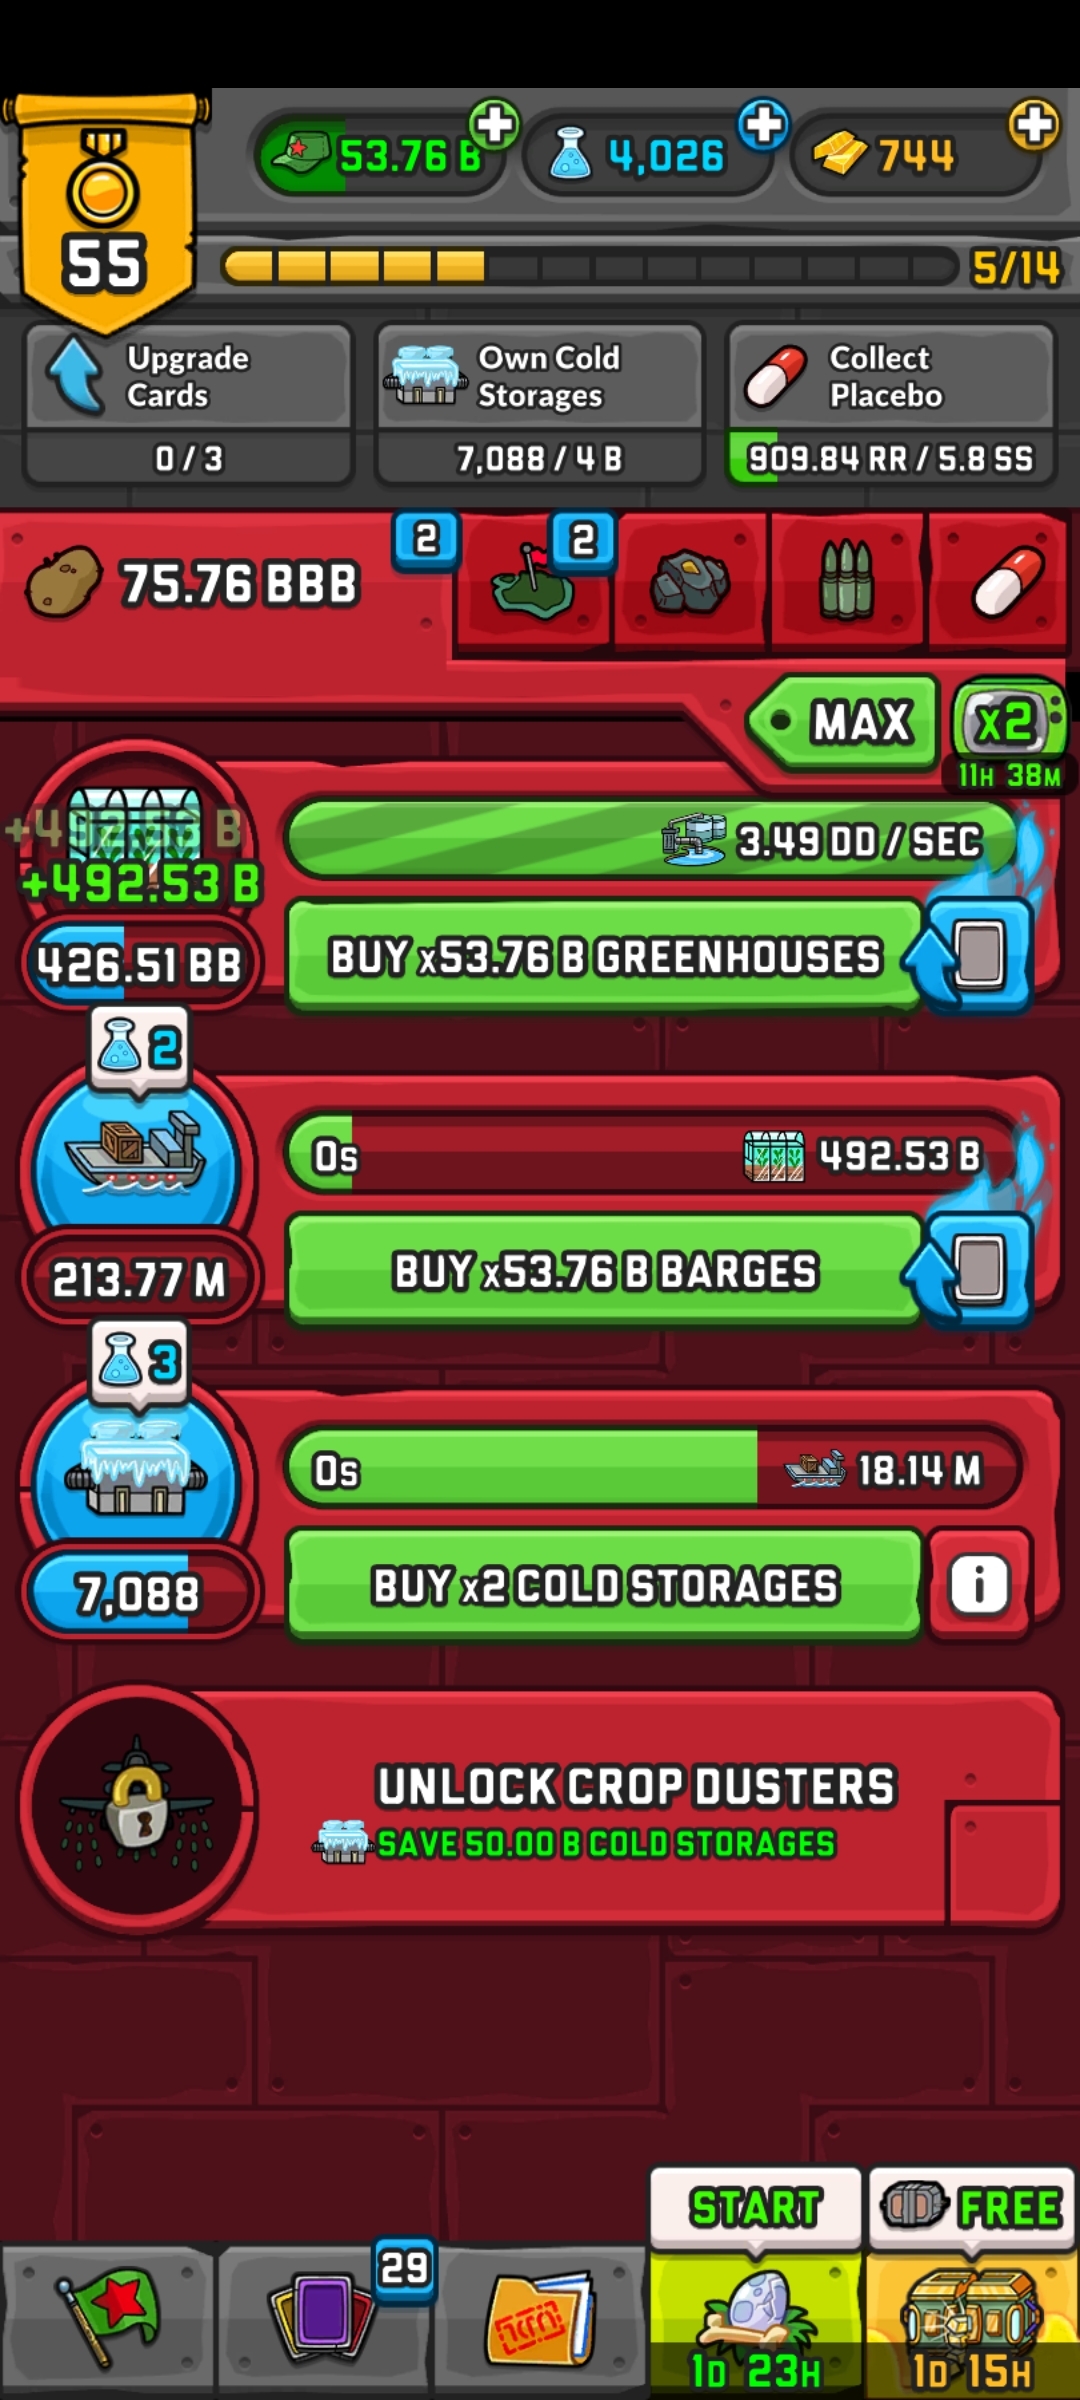 53.76 B
4,026
744
55
5/14
Upgrade
Cards
0 / 3
Own Cold
Storages
7,088 / 4 B
Collect
Placebo
909.84 RR / 5.8 SS
75.76 BBB
2
2
MAX
x2
11H 38M
+492.53 B
+492.53 B
3.49 DD / SEC
426.51 BB
BUY x53.76 B GREENHOUSES
2
0s
492.53 B
213.77 M
BUY x53.76 B BARGES
3
0s
18.14 M
7,088
BUY x2 COLD STORAGES
i
UNLOCK CROP DUSTERS
SAVE 50.00 B COLD STORAGES
START
FREE
29
1D 23H
1D 15H